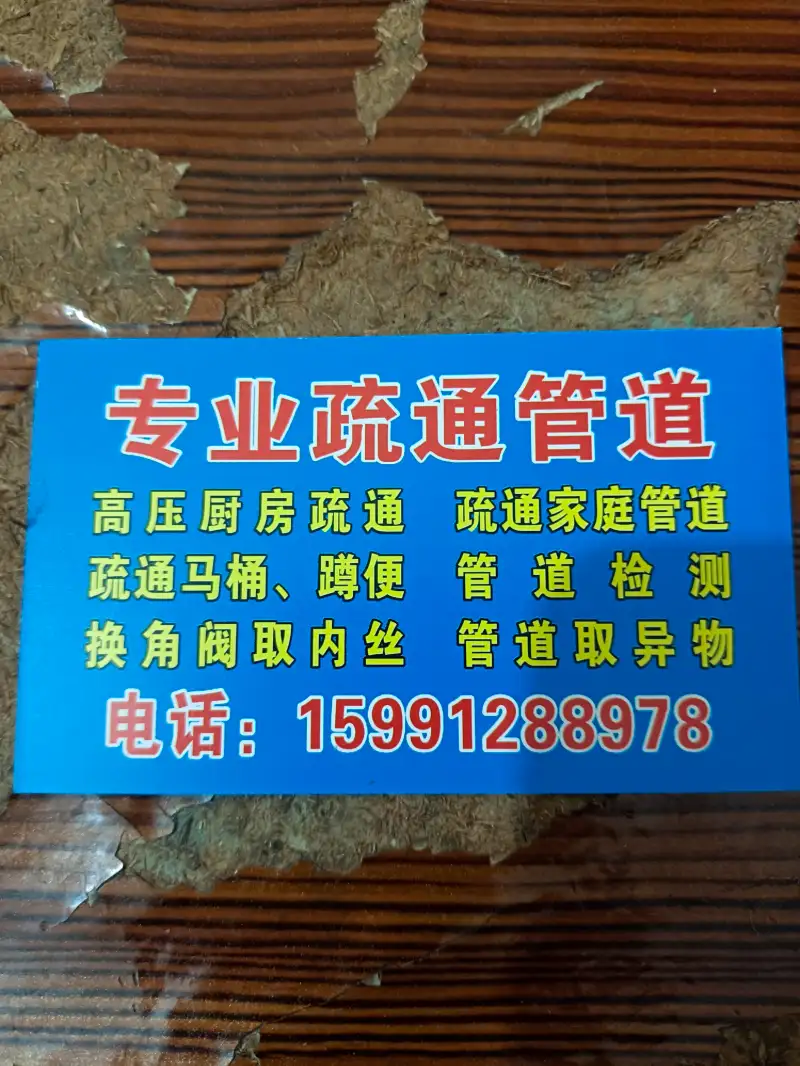 专业疏通管道
高压厨房疏通 疏通家庭管道
疏通马桶、蹲便 管道检测
换角阀取内丝 管道取异物
电话：15991288978